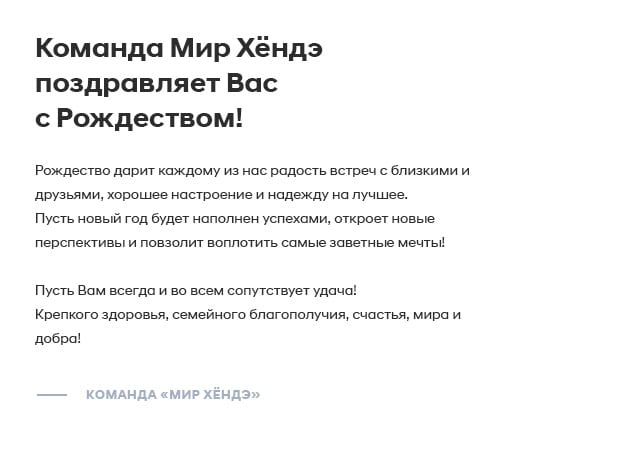 Команда Мир Хёндэ
поздравляет Вас
с Рождеством!
Рождество дарит каждому из нас радость встреч с близкими и
друзьями, хорошее настроение и надежду на лучшее.
Пусть новый год будет наполнен успехами, откроет новые
перспективы и повзолит воплотить самые заветные мечты!
Пусть Вам всегда и во всем сопутствует удача!
Крепкого здоровья, семейного благополучия, счастья, мира и
добра!
КОМАНДА «МИР ХЁНДЭ»